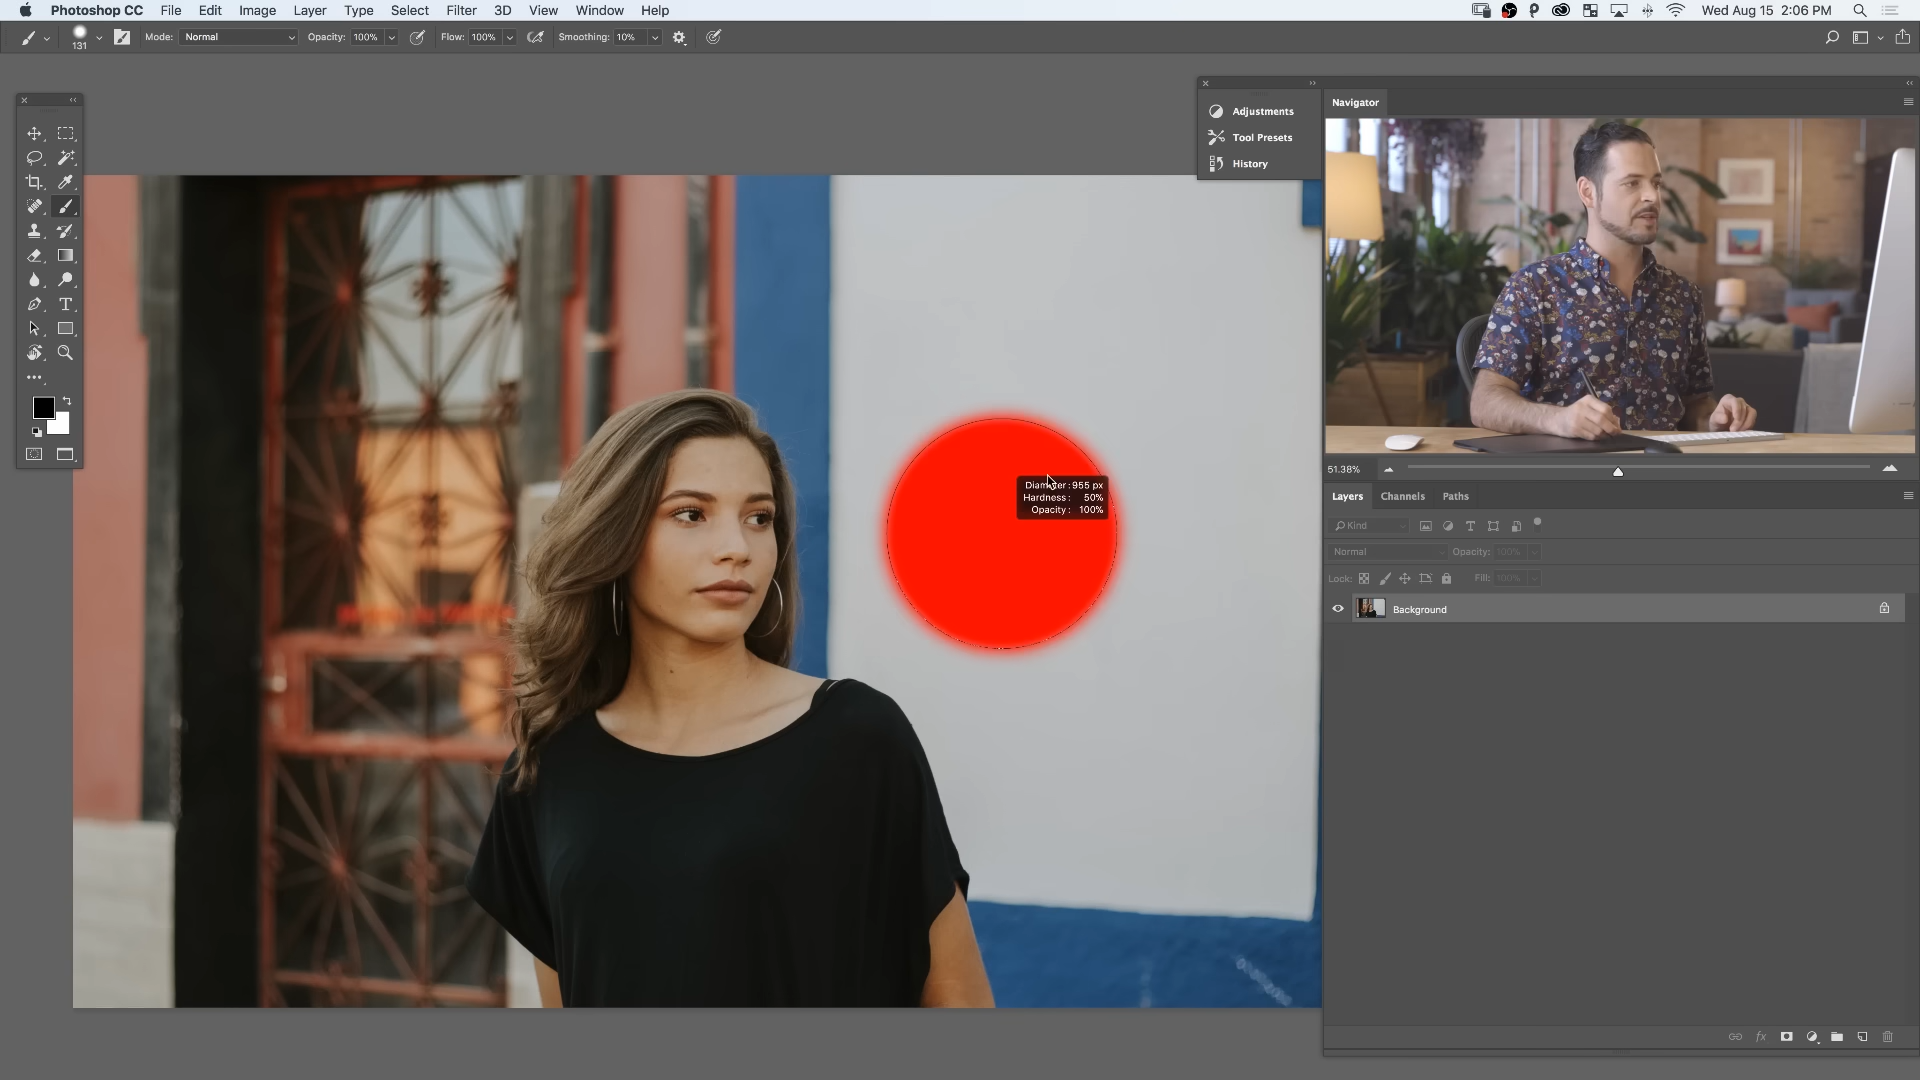 Photoshop CC File Edit Image Layer Type Select Filter 3D View Window Help Wed Aug 15 2:06 PM
131 Mode: Normal Opacity: 100% Flow: 100% Smoothing: 10%
Adjustments
Tool Presets
History
Navigator
51.38%
Diameter: 955 px
Hardness: 50%
Opacity: 100%
Layers Channels Paths
Kind
Normal Opacity: 100%
Lock: Fill: 100%
Background
fx